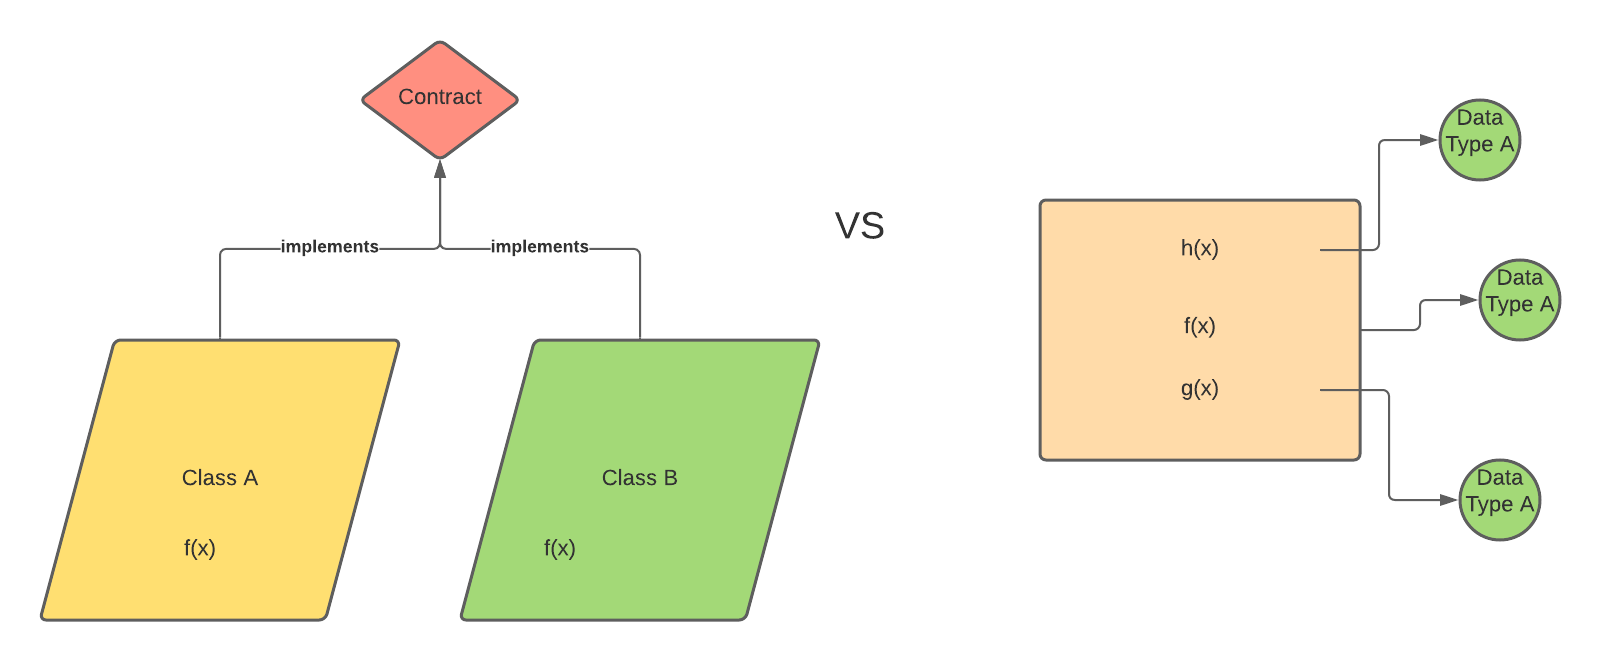 Contract
implements
implements
Class A
f(x)
Class B
f(x)
VS
h(x)
f(x)
g(x)
Data
Type A
Data
Type A
Data
Type A